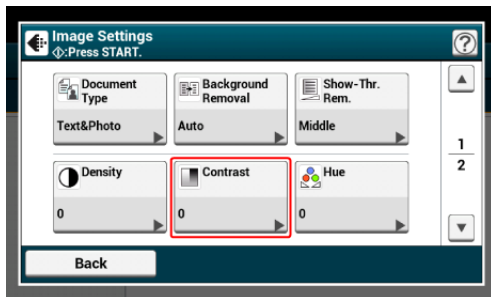 Image Settings
:Press START.
Document
Type
Text&Photo
Background
Removal
Auto
Show-Thr.
Rem.
Middle
1
2
Density
0
Contrast
0
Hue
0
Back
?